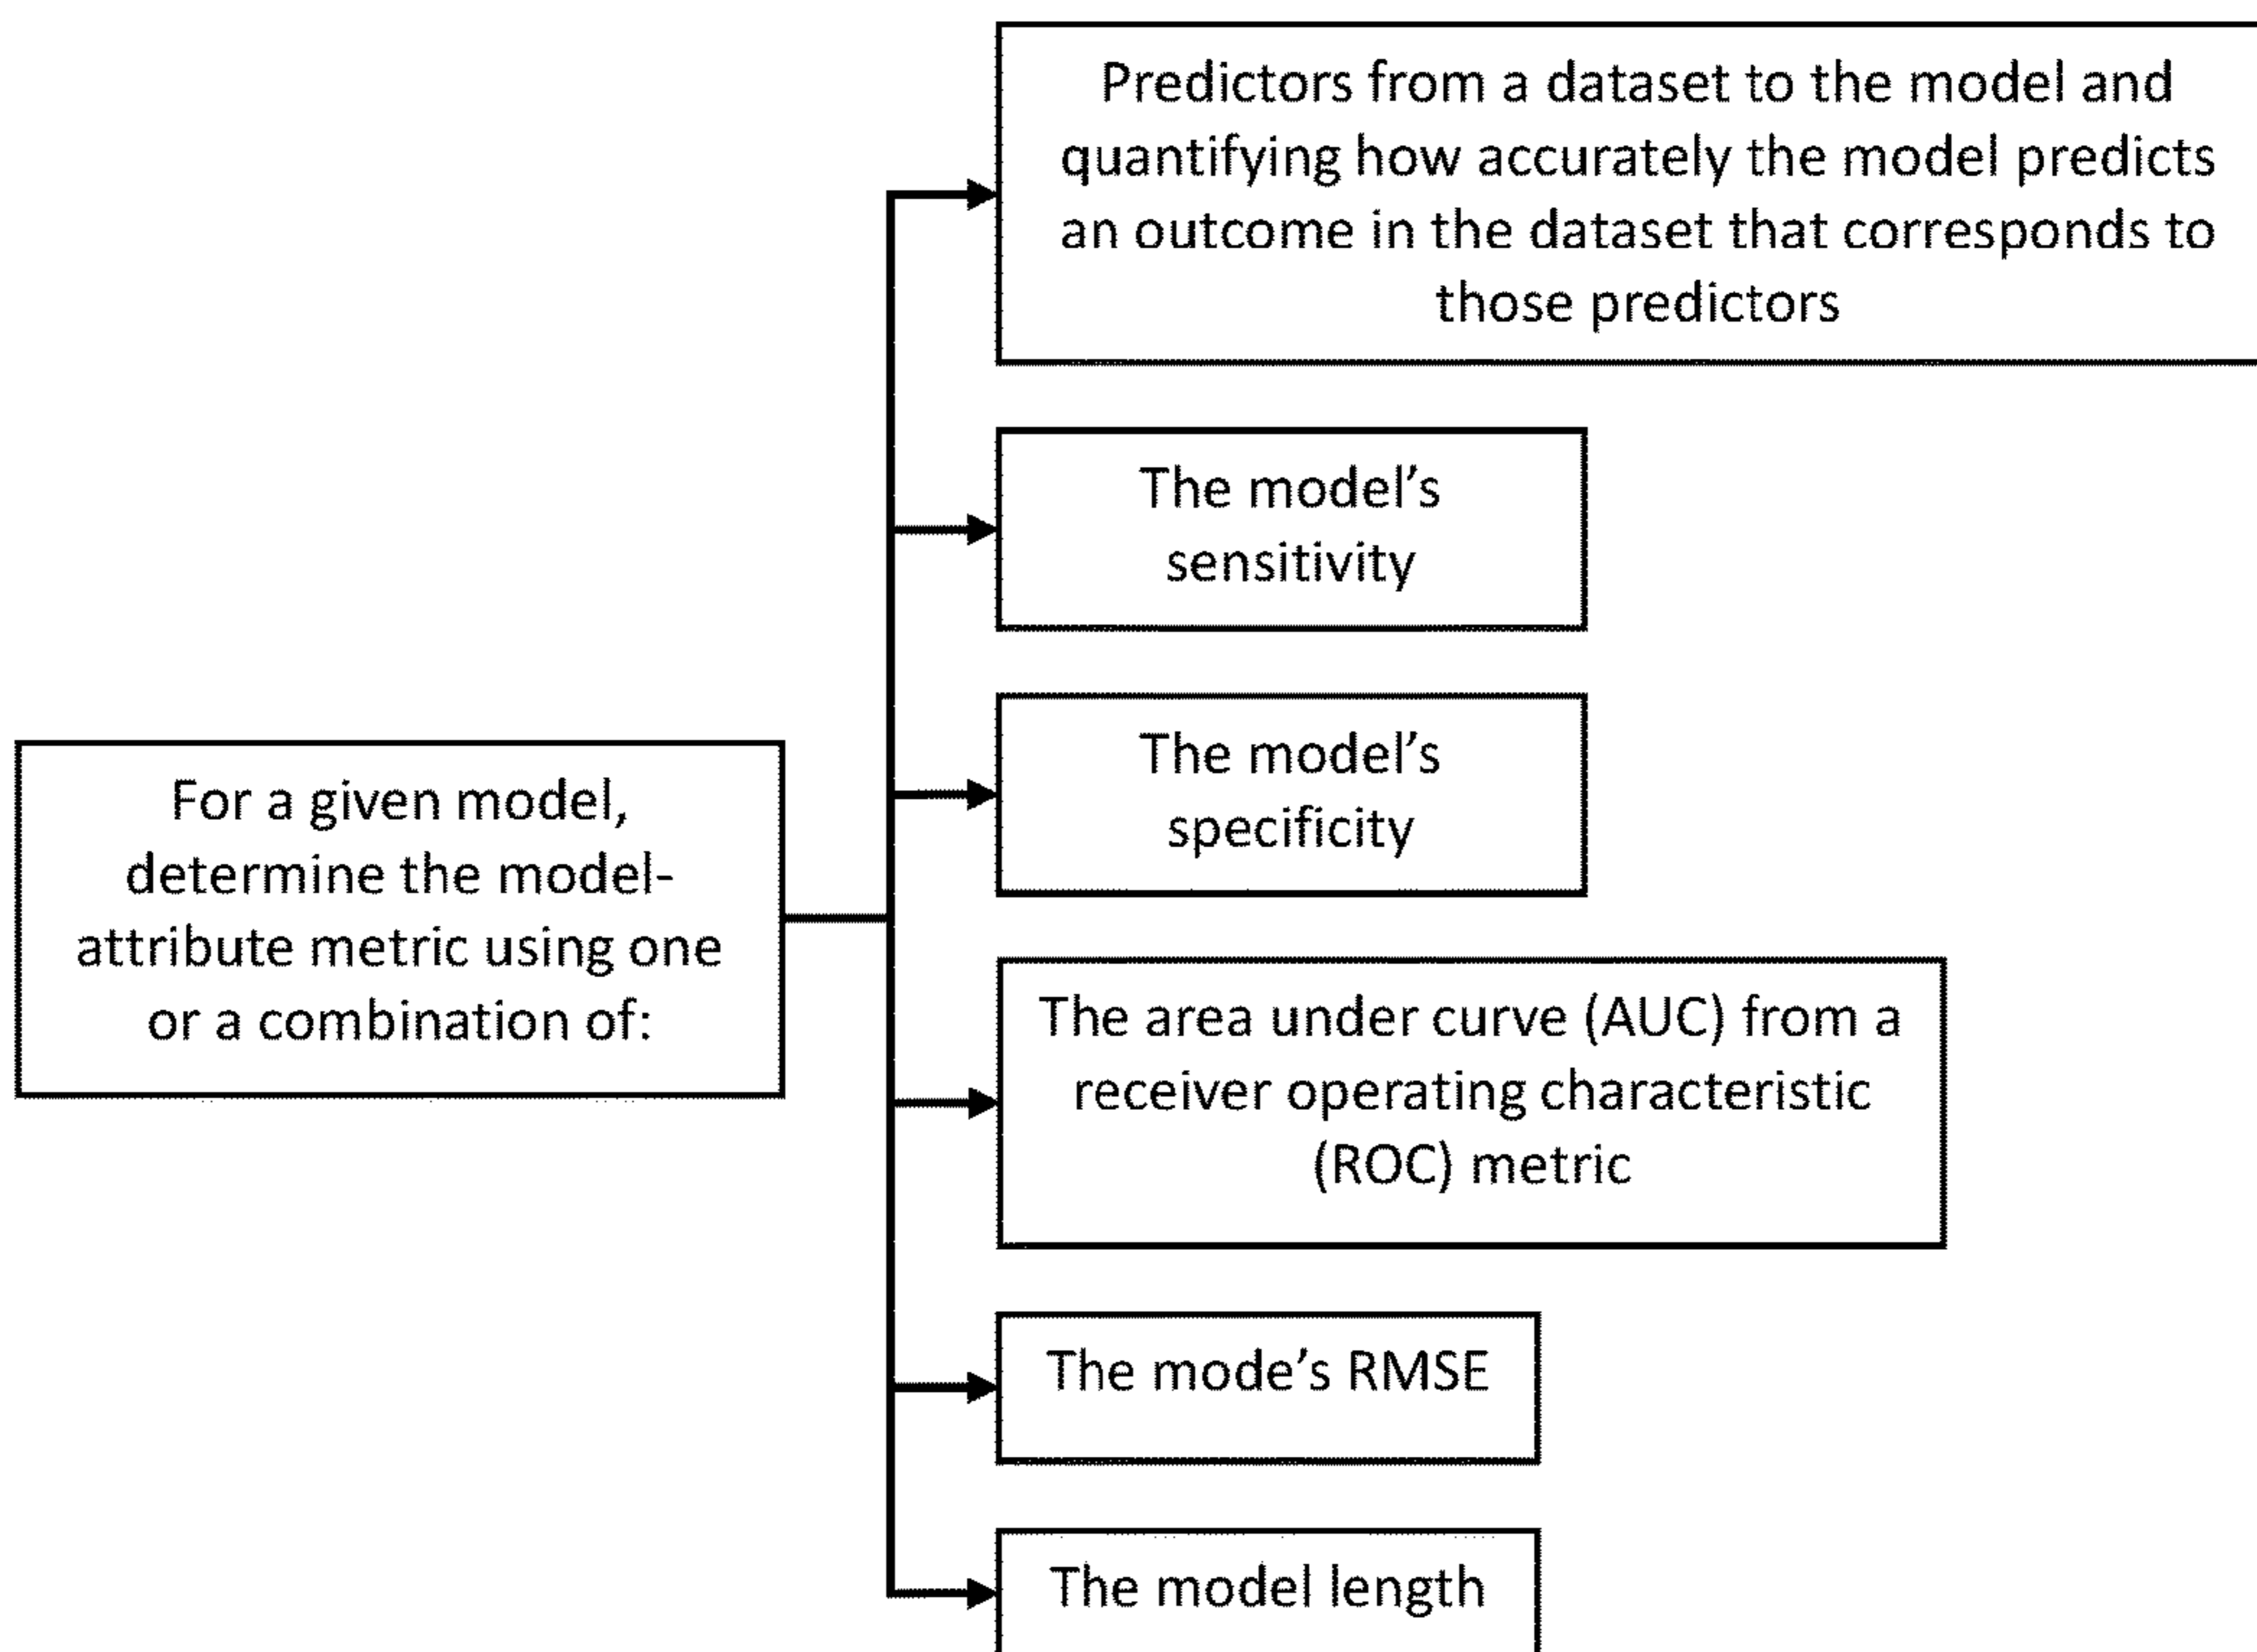 Predictors from a dataset to the model and
quantifying how accurately the model predicts
an outcome in the dataset that corresponds to
those predictors
The model's
sensitivity
The model's
specificity
For a given model,
determine the model-
attribute metric using one
or a combination of:
The area under curve (AUC) from a
receiver operating characteristic
(ROC) metric
The mode's RMSE
The model length